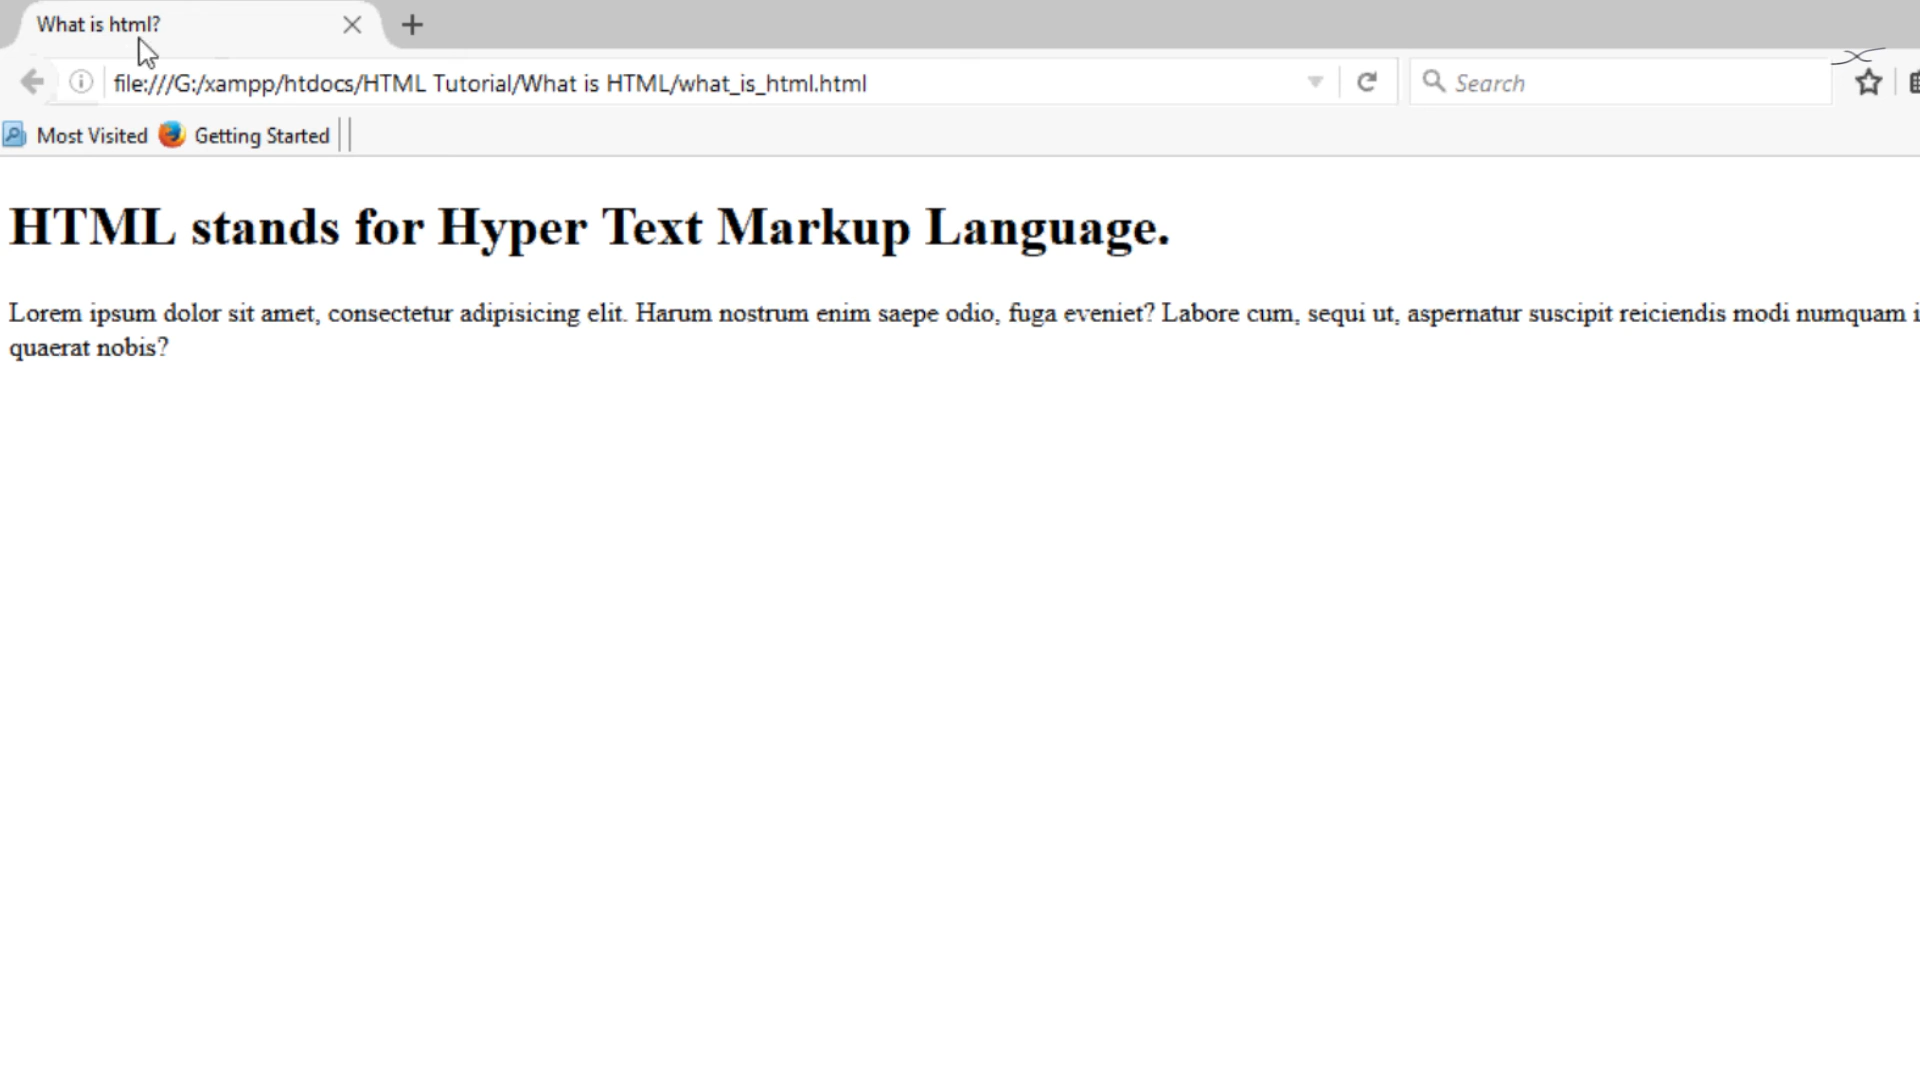 What is html?
file:///G:/xampp/htdocs/HTML Tutorial/What is HTML/what_is_html.html
Search
Most Visited Getting Started
HTML stands for Hyper Text Markup Language.
Lorem ipsum dolor sit amet, consectetur adipisicing elit. Harum nostrum enim saepe odio, fuga eveniet? Labore cum, sequi ut, aspernatur suscipit reiciendis modi numquam
quaerat nobis?